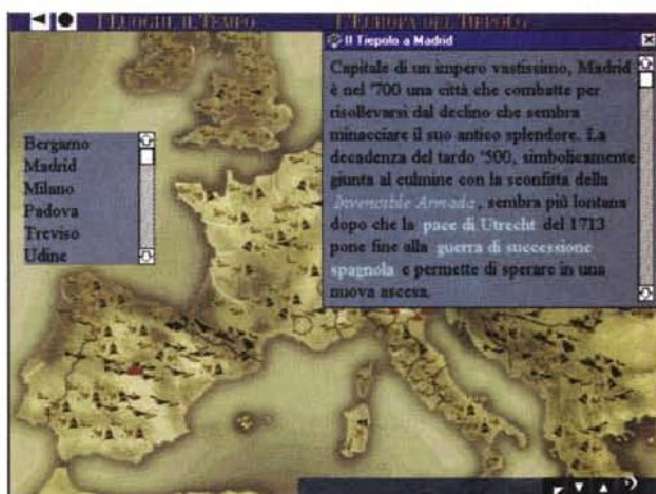 I LUOGHI IL TEMPO
L'EUROPA DEL TIEPOLO
Il Tiepolo a Madrid
Capitale di un impero vastissimo, Madrid
è nel '700 una città che combatte per
risollevarsi dal declino che sembra
minacciare il suo antico splendore. La
decadenza del tardo '500, simbolicamente
giunta al culmine con la sconfitta della
Invencible Armada, sembra più lontana
dopo che la pace di Utrecht del 1713
pone fine alla guerra di successione
spagnola e permette di sperare in una
nuova ascesa.
Bergamo
Madrid
Milano
Padova
Treviso
Udine